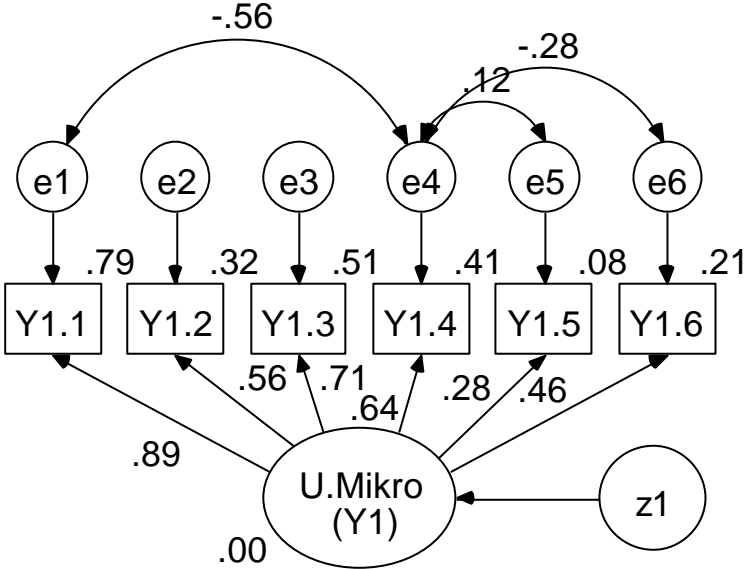 -.56
-.28
.12
e1 e2 e3 e4 e5 e6
.79 .32 .51 .41 .08 .21
Y1.1 Y1.2 Y1.3 Y1.4 Y1.5 Y1.6
.56 .71 .64 .28 .46
.89
U.Mikro
(Y1)
z1
.00